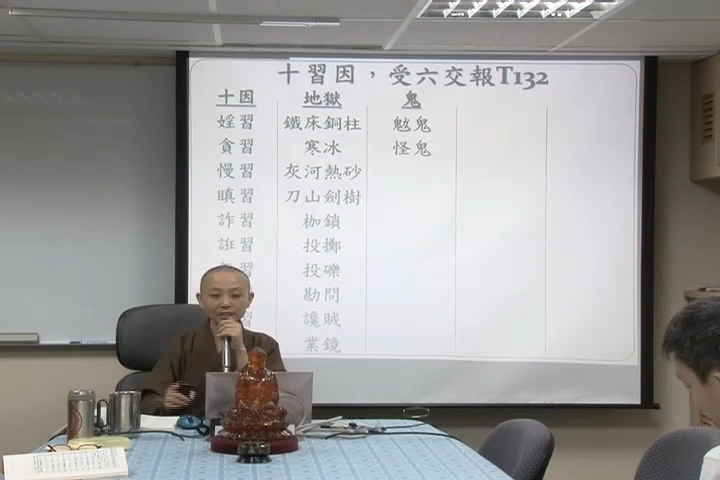 十習因，受六交報T132
十因 地獄 鬼
婬習 鐵床銅柱 魃鬼
貪習 寒冰 怪鬼
慢習 灰河熱砂
瞋習 刀山劍樹
詐習 枷鎖
誑習 投擲
習 投礫
勘問
讒賊
業鏡